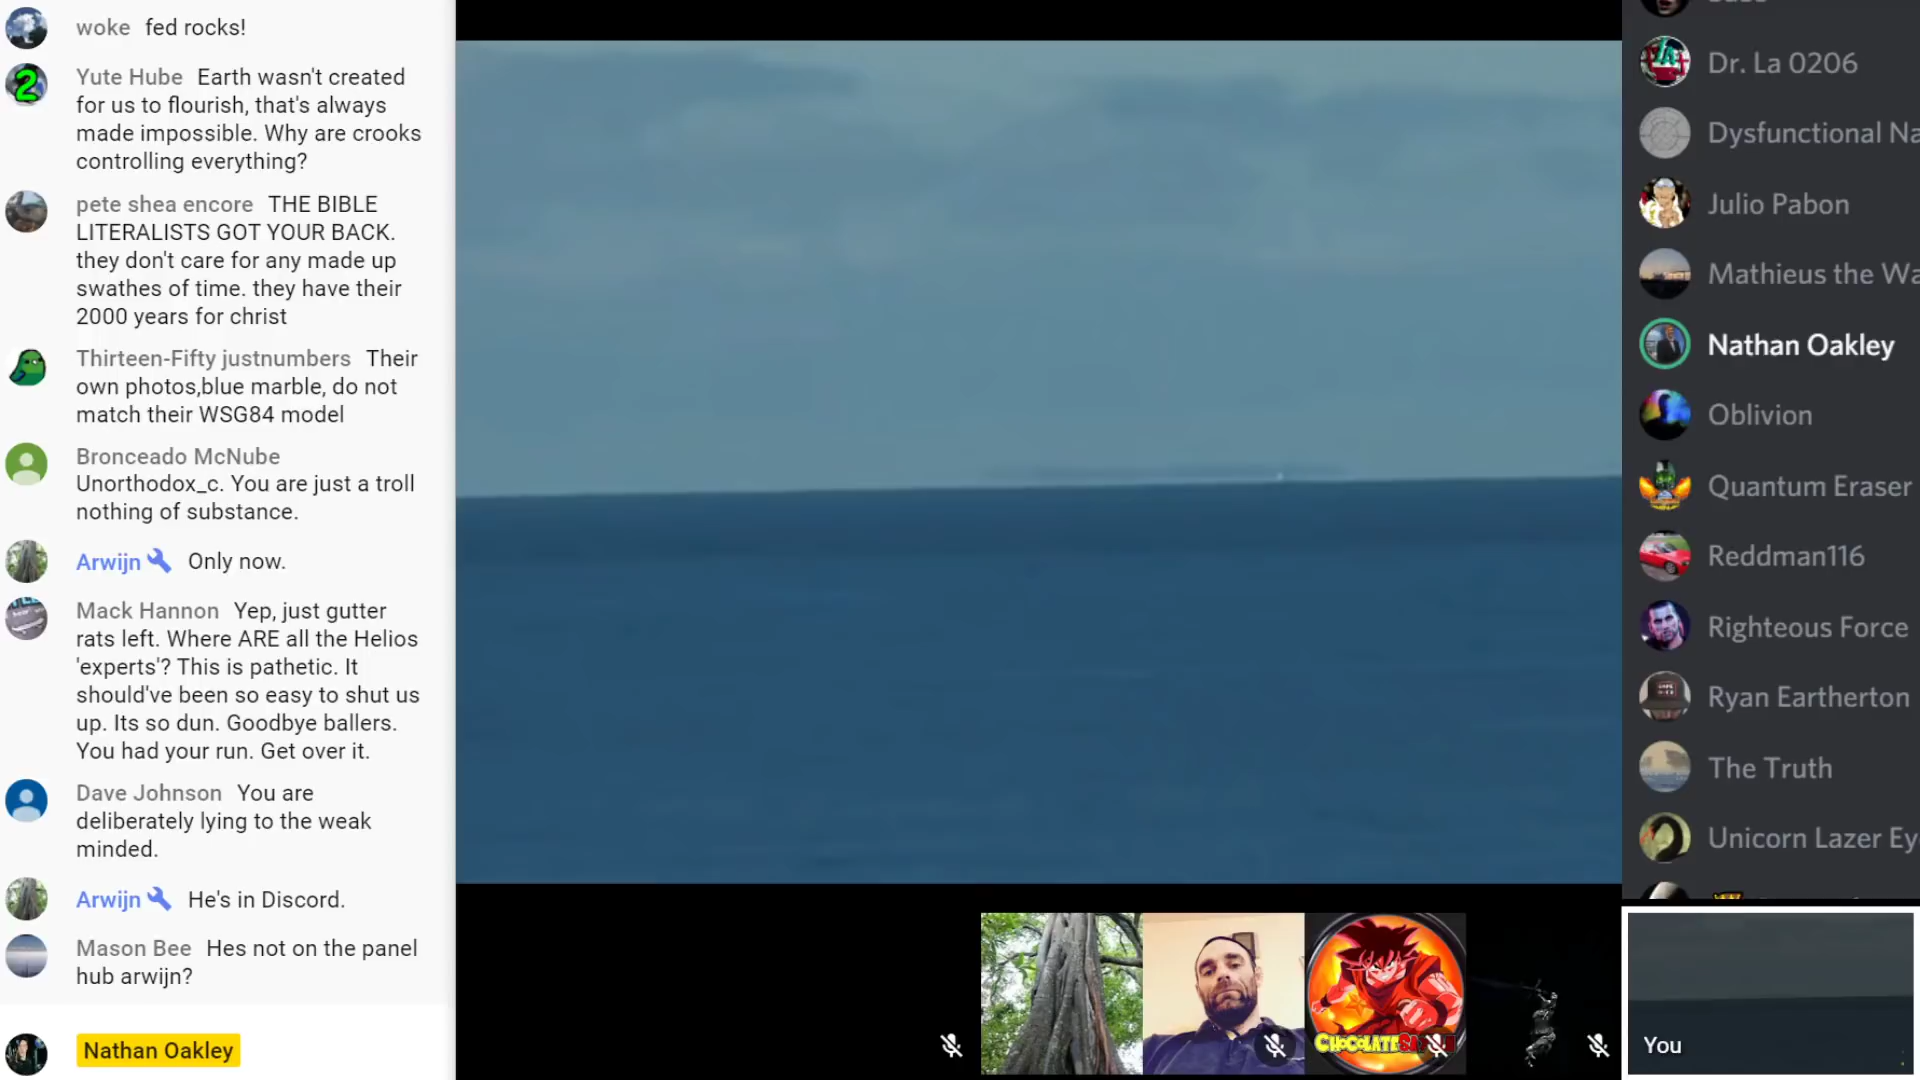 woke fed rocks!
Yute Hube Earth wasn't created
for us to flourish, that's always
made impossible. Why are crooks
controlling everything?
pete shea encore THE BIBLE
LITERALISTS GOT YOUR BACK.
they don't care for any made up
swathes of time. they have their
2000 years for christ
Thirteen-Fifty justnumbers Their
own photos,blue marble, do not
match their WSG84 model
Bronceado McNube
Unorthodox_c. You are just a troll
nothing of substance.
Arwijn Only now.
Mack Hannon Yep, just gutter
rats left. Where ARE all the Helios
'experts'? This is pathetic. It
should've been so easy to shut us
up. Its so dun. Goodbye ballers.
You had your run. Get over it.
Dave Johnson You are
deliberately lying to the weak
minded.
Arwijn He's in Discord.
Mason Bee Hes not on the panel
hub arwijn?
Nathan Oakley
2
CHOCOLATE
Dr. La 0206
Dysfunctional Na
Julio Pabon
Mathieus the Wa
Nathan Oakley
Oblivion
Quantum Eraser
Reddman116
Righteous Force
Ryan Eartherton
The Truth
Unicorn Lazer Ey
You